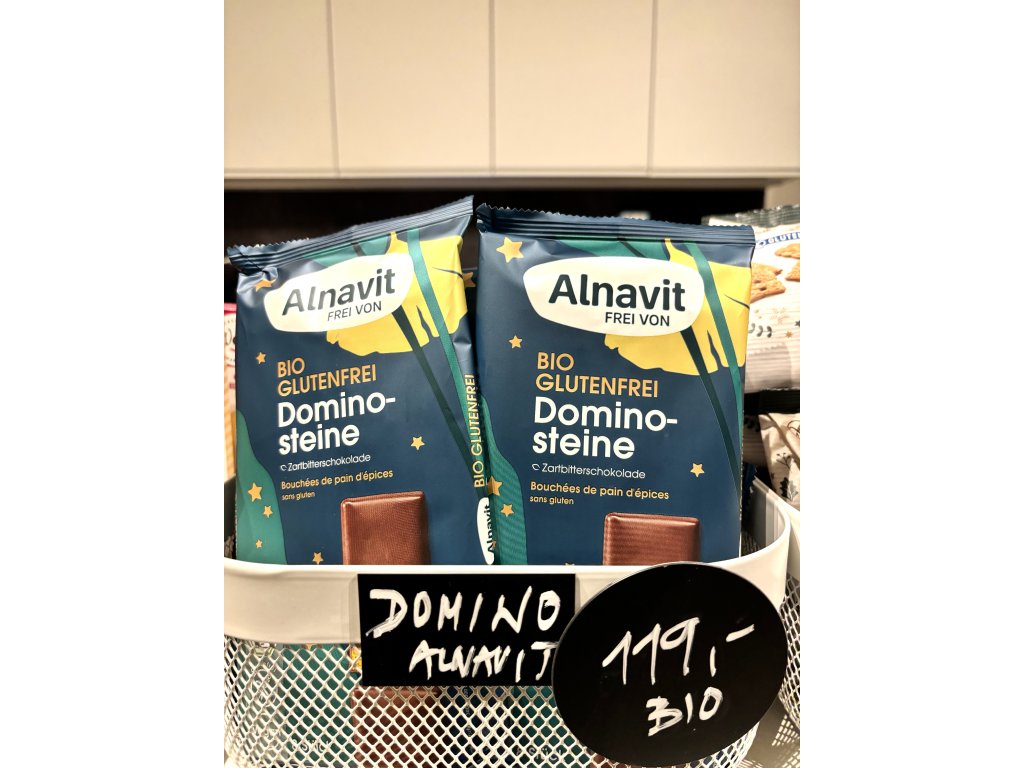 Alnavit
FREI VON
BIO
GLUTENFREI
Domino-
steine
Zartbitterschokolade
Bouchées de pain d'épices
sans gluten
BIO GLUTENFREI
Alnavit
Alnavit
FREI VON
BIO
GLUTENFREI
Domino-
steine
Zartbitterschokolade
Bouchées de pain d'épices
sans gluten
DOMINO
ALNAVIT
119,-
BIO